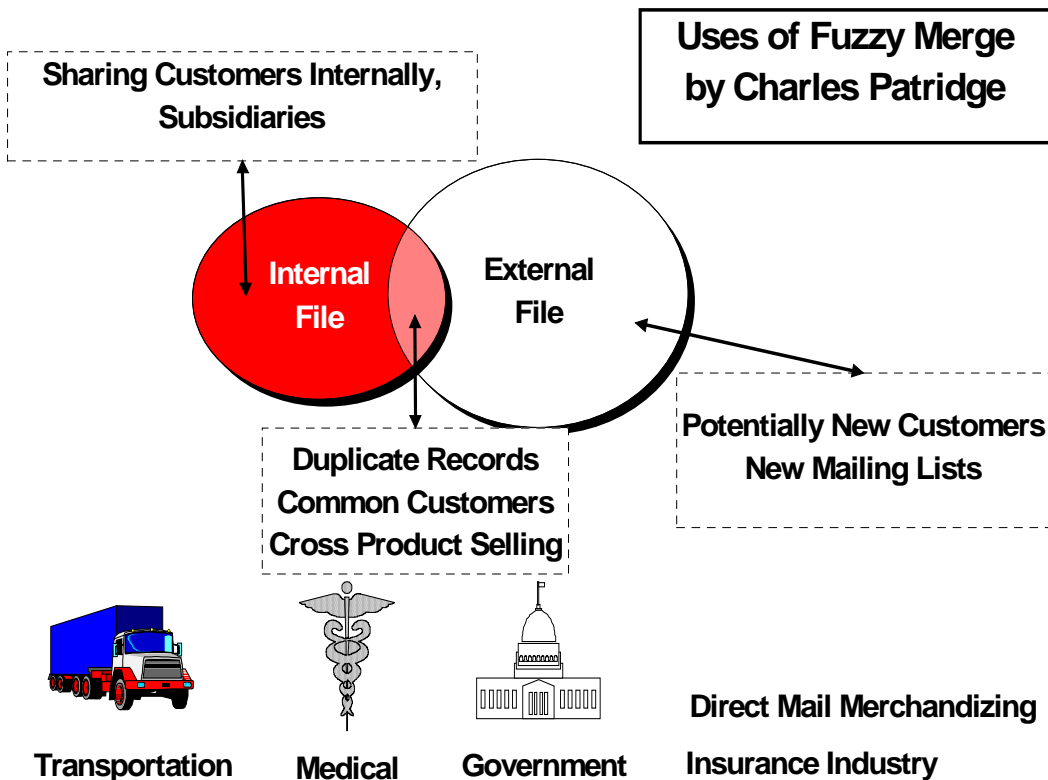 Uses of Fuzzy Merge
by Charles Patridge
Sharing Customers Internally,
Subsidiaries
Internal
File
External
File
Potentially New Customers
New Mailing Lists
Duplicate Records
Common Customers
Cross Product Selling
Transportation
Medical
Government
Direct Mail Merchandizing
Insurance Industry